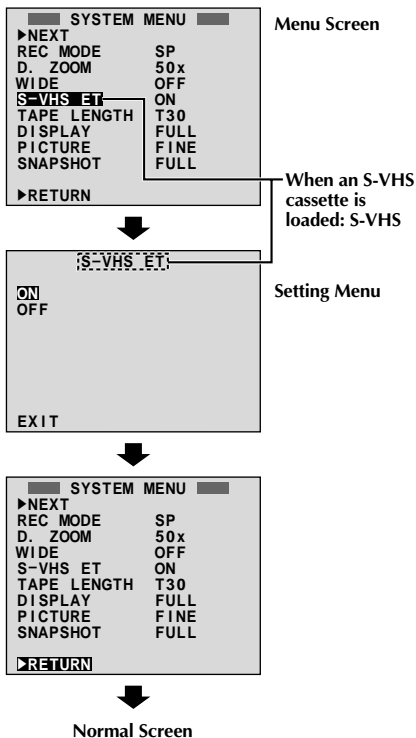 SYSTEM MENU
Menu Screen
▶NEXT
REC MODE SP
D. ZOOM 50x
WIDE OFF
S-VHS ET ON
TAPE LENGTH T30
DISPLAY FULL
PICTURE FINE
SNAPSHOT FULL
▶RETURN
When an S-VHS
cassette is
loaded: S-VHS
S-VHS ET
Setting Menu
ON
OFF
EXIT
SYSTEM MENU
▶NEXT
REC MODE SP
D. ZOOM 50x
WIDE OFF
S-VHS ET ON
TAPE LENGTH T30
DISPLAY FULL
PICTURE FINE
SNAPSHOT FULL
▶RETURN
Normal Screen